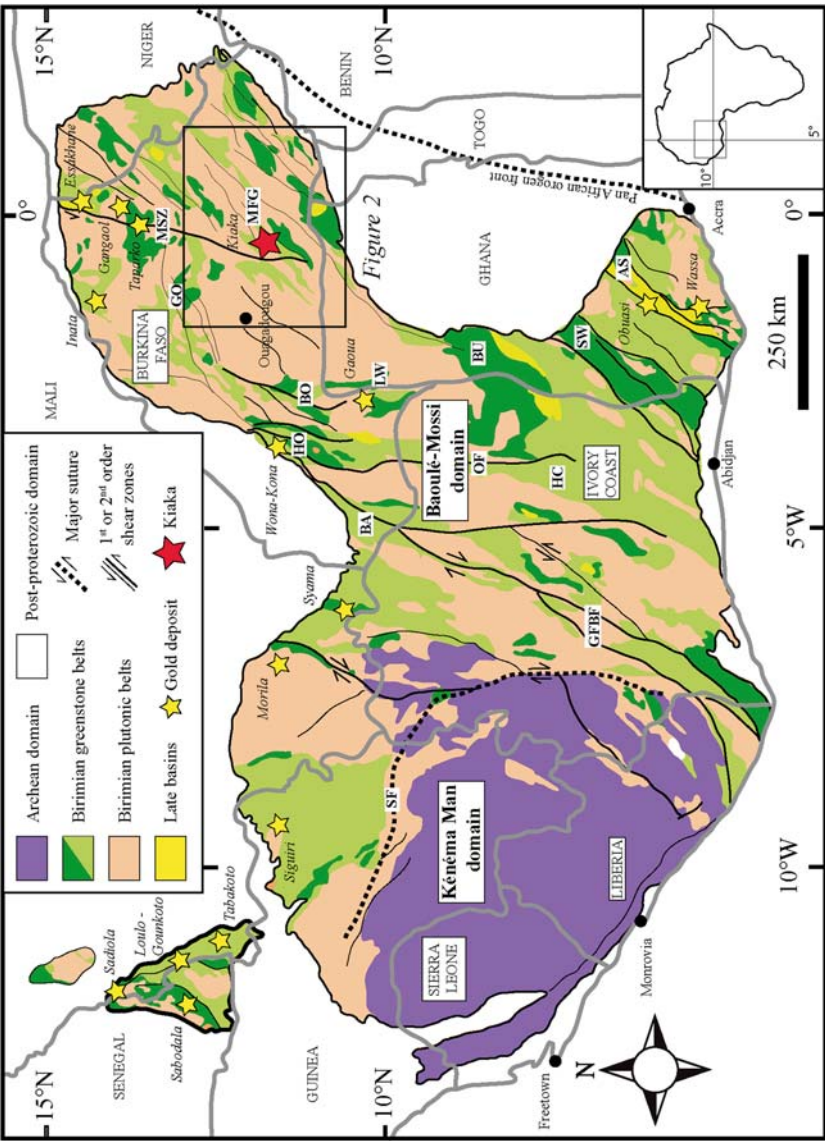 15°N
15°N
SENEGAL
Sadiola
Loulo -
Gounkoto
Sabodala
Tabakoto
Archean domain
Birimian greenstone belts
Birimian plutonic belts
Late basins
Gold deposit
Post-proterozoic domain
Major suture
1st or 2nd order
shear zones
Kiaka
MALI
NIGER
Inata
Essakhane
Gangaol
Taparko
MSZ
BURKINA
FASO
GO
Kiaka
MFG
Ouagadougou
Figure 2
GUINEA
Siguiri
Morila
Syama
Wona-Kona
HO
BO
Gaoua
LW
BA
BENIN
TOGO
10°N
10°N
SF
Baoulé-Mossi
domain
OF
BU
GHANA
Kénéma Man
domain
SIERRA
LEONE
LIBERIA
GFBF
HC
IVORY
COAST
SW
AS
Obuasi
Wassa
Pan African orogen front
Freetown
Monrovia
Abidjan
Accra
N
10°W
5°W
0°
0°
250 km
10°
5°